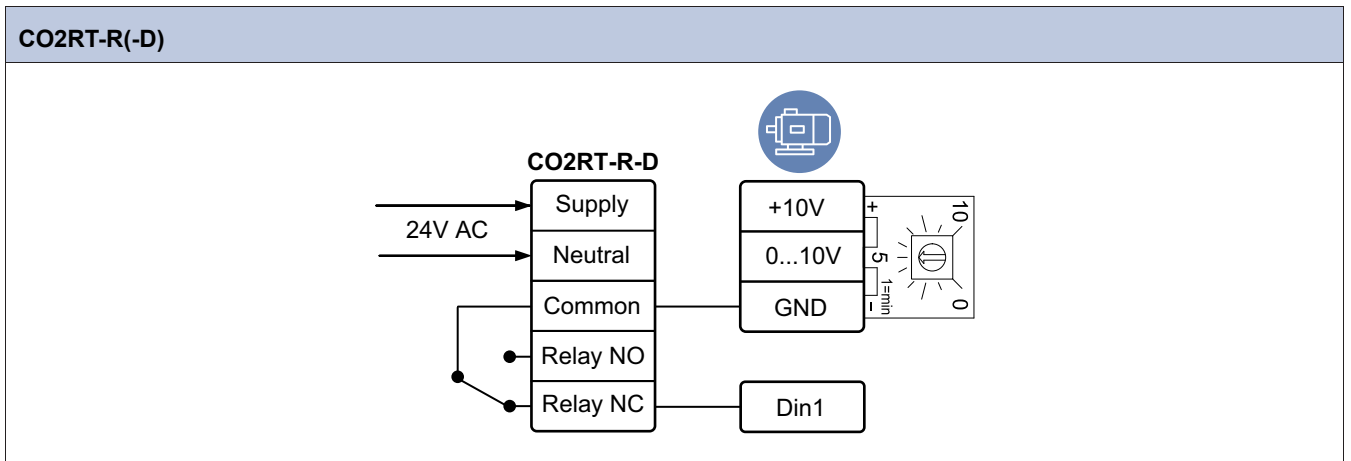 CO2RT-R(-D)
CO2RT-R-D
24V AC
Supply
Neutral
Common
Relay NO
Relay NC
+10V
0...10V
GND
Din1
+
5
-
1=min
10
0